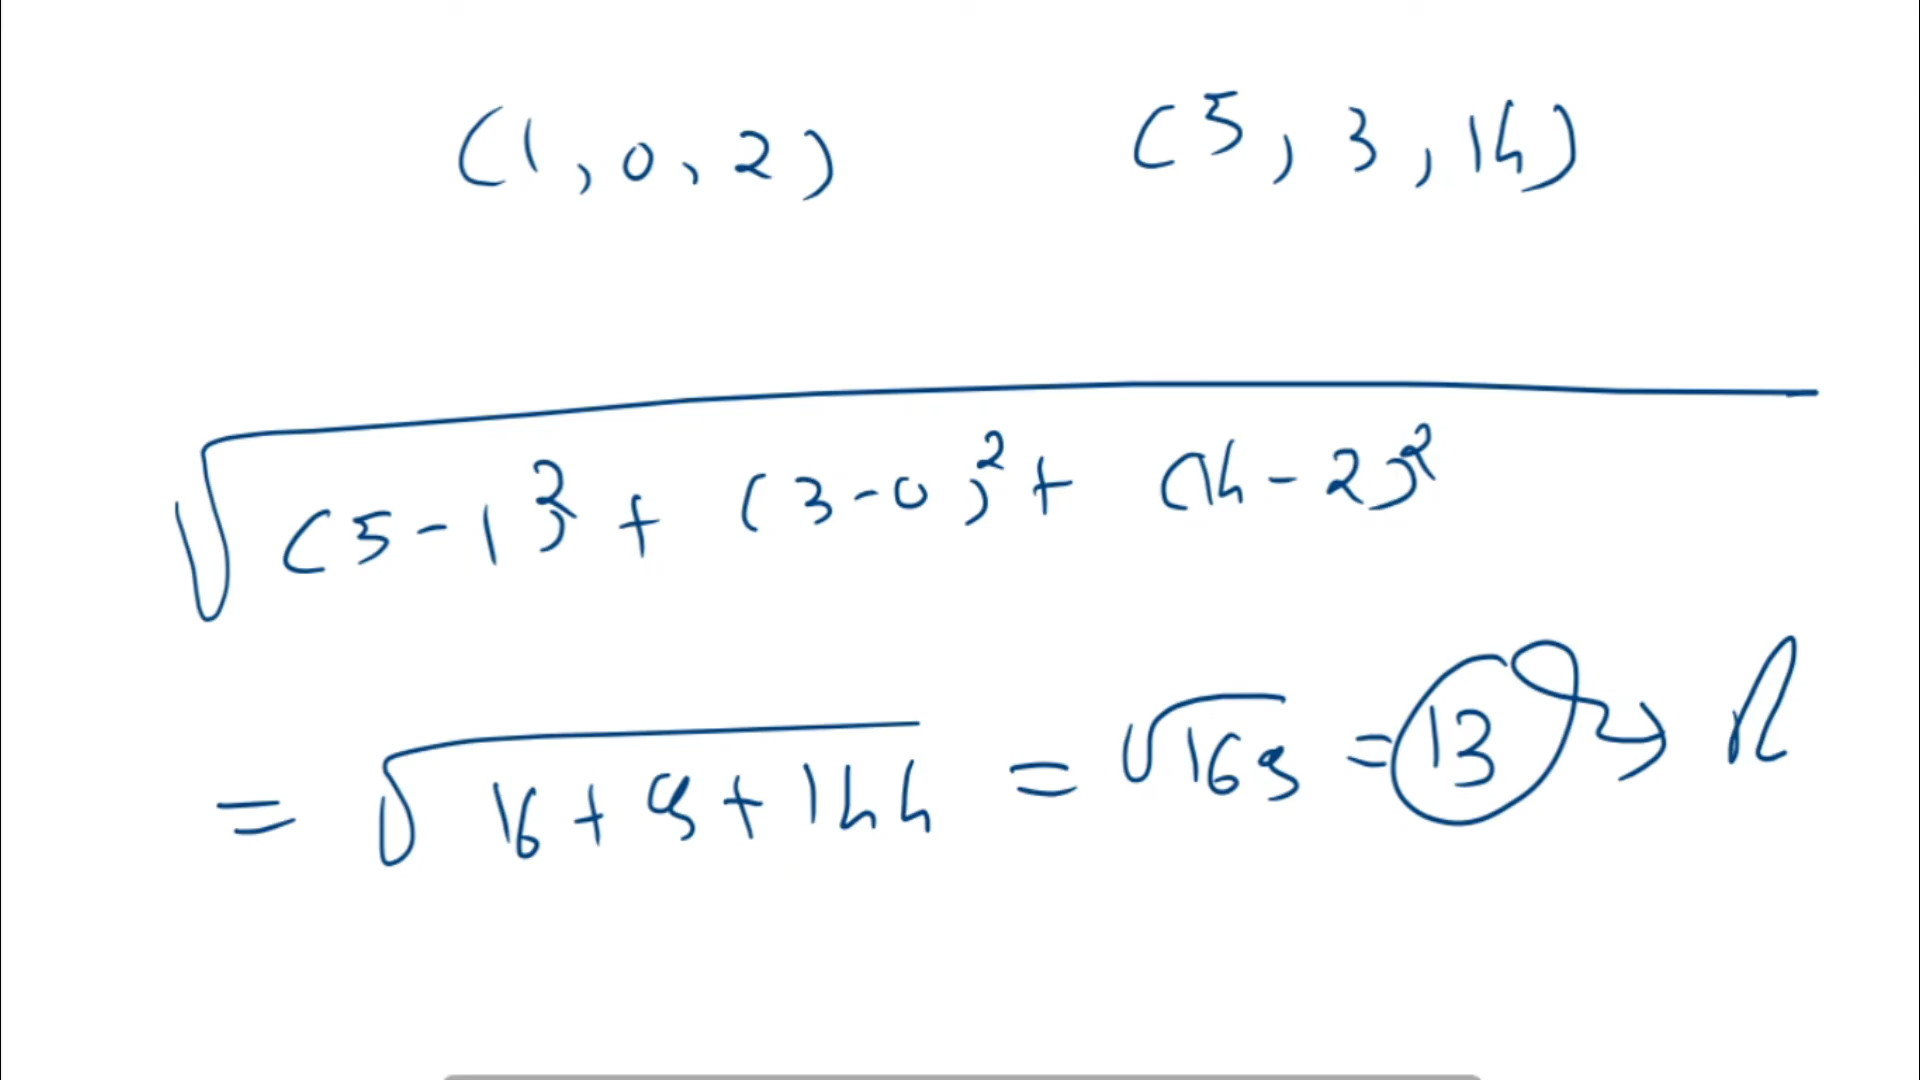 (1, 0, 2) (5, 3, 14)
√((5-1)² + (3-0)² + (14-2)²)
= √(16+9+144) = √169 = 13 →